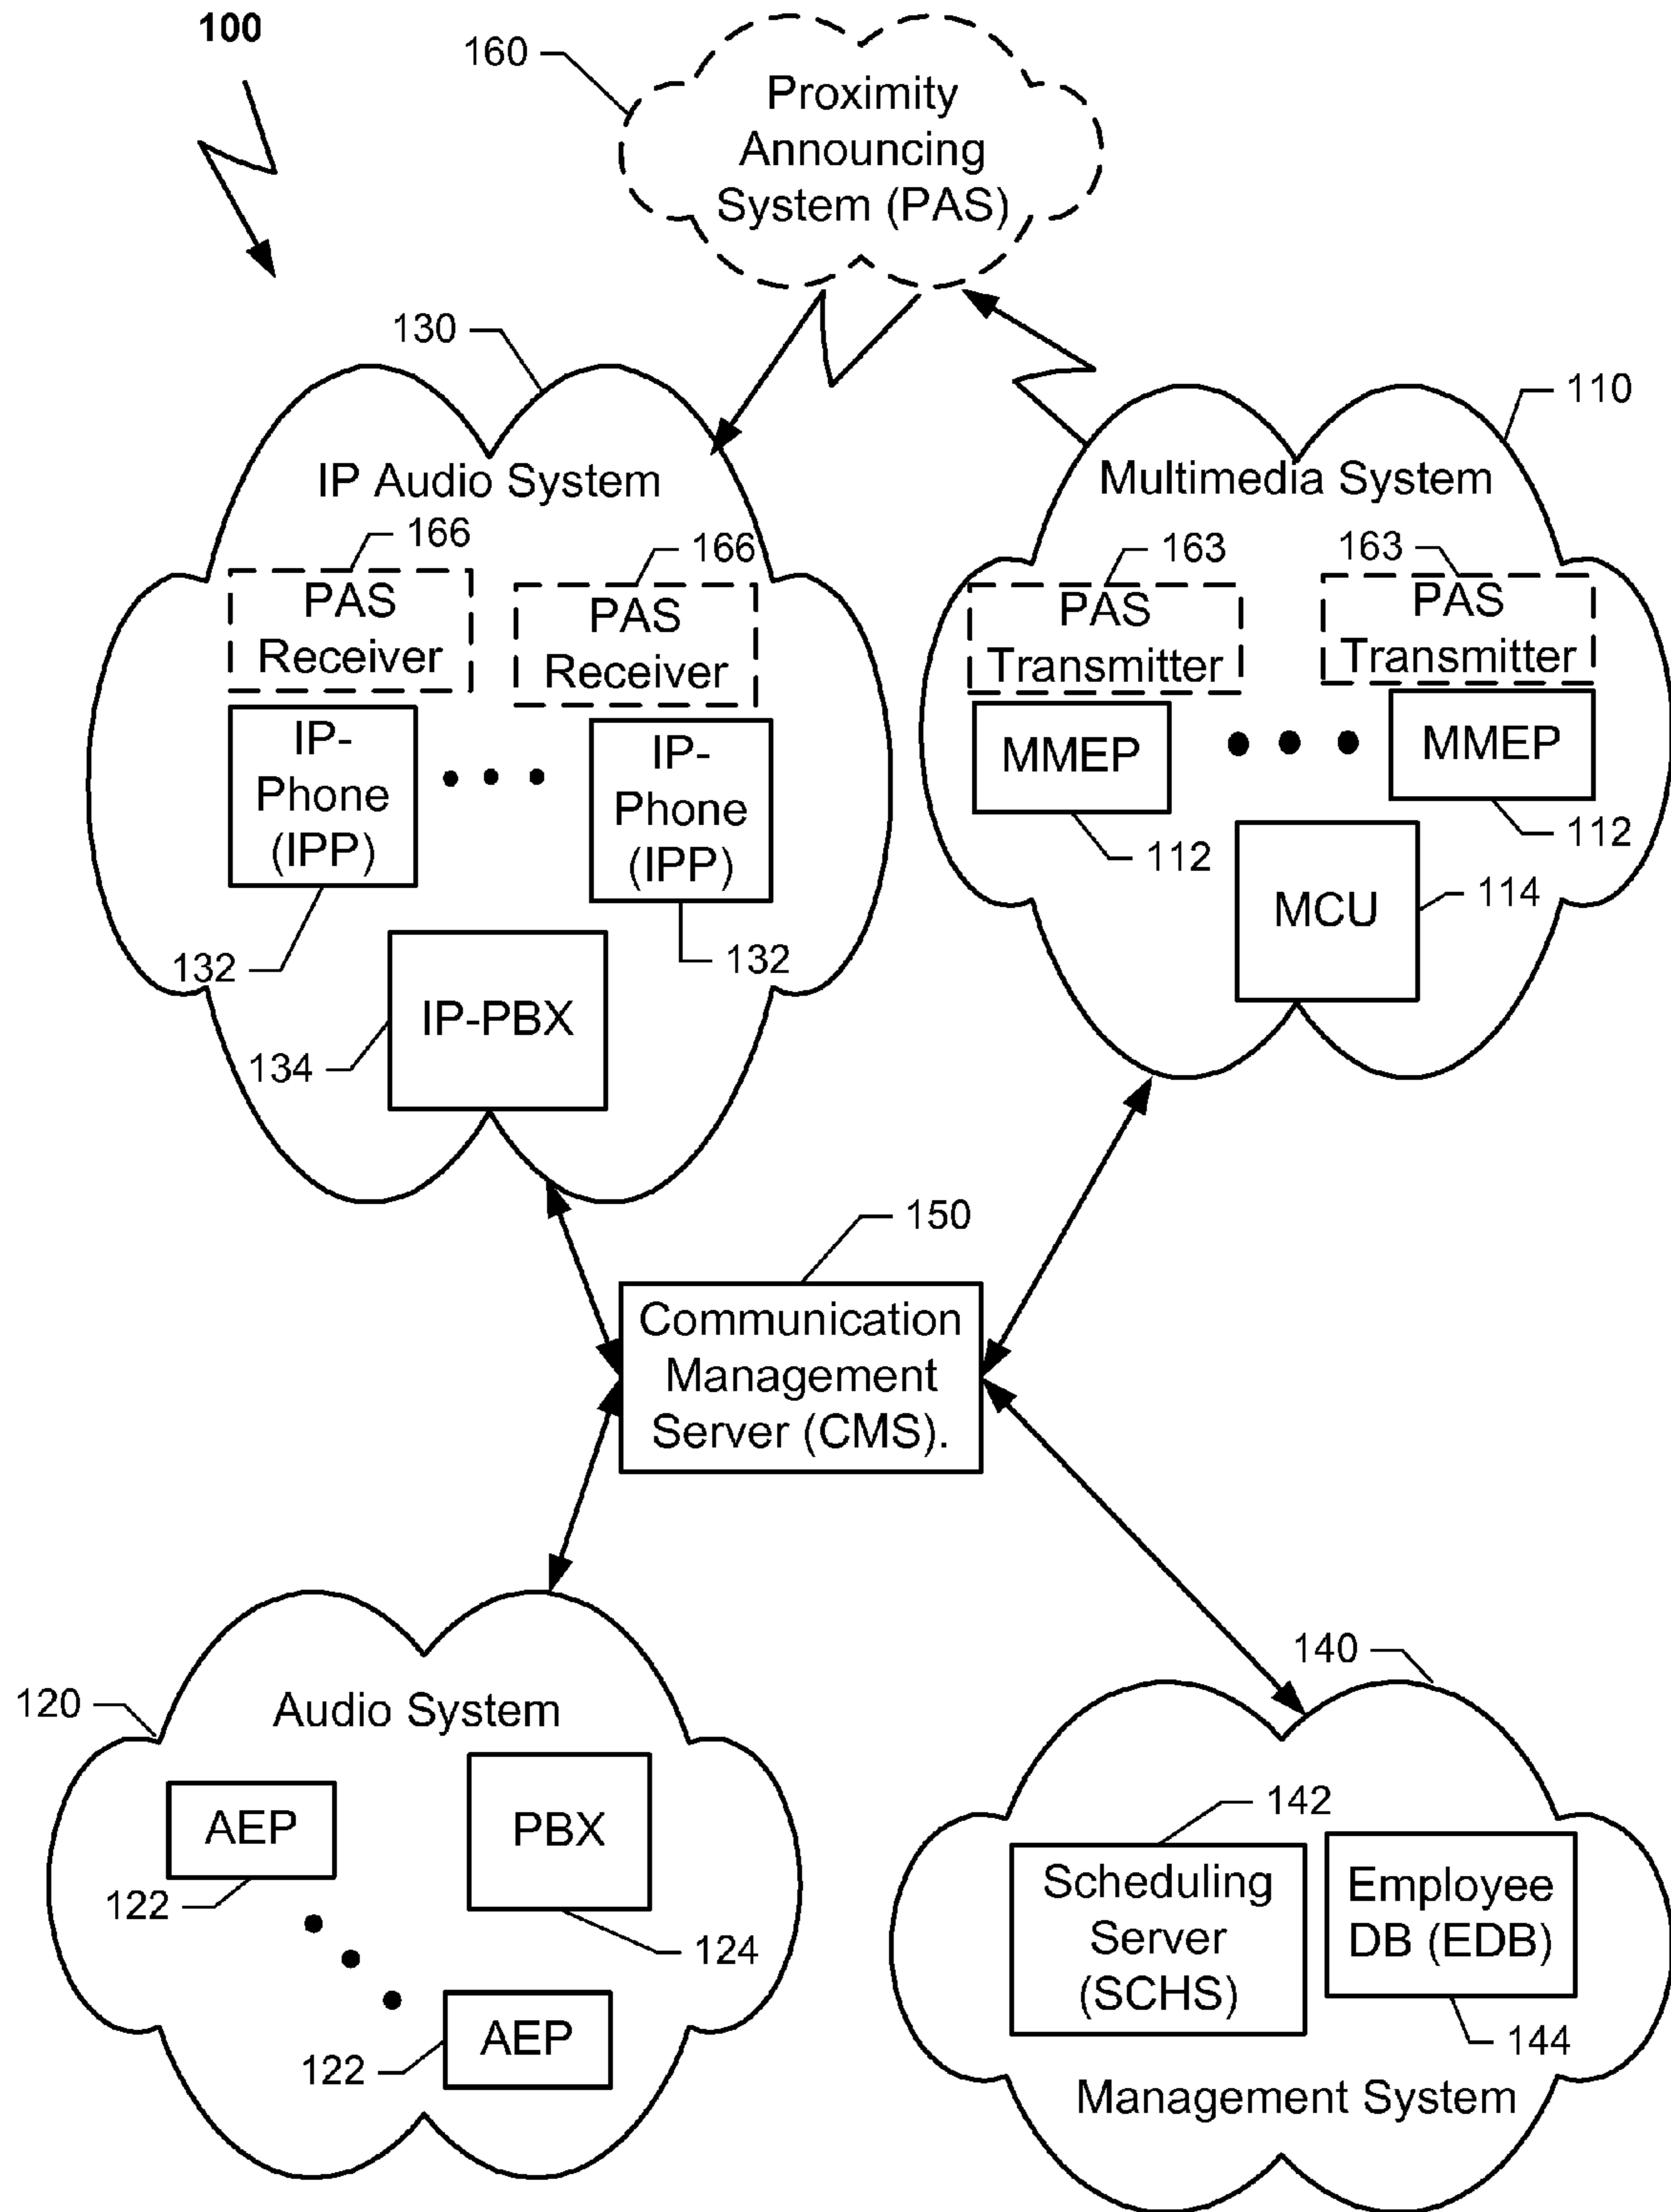 100
160
Proximity
Announcing
System (PAS)
130
110
IP Audio System
Multimedia System
166
166
163
163
PAS
Receiver
PAS
Receiver
PAS
Transmitter
PAS
Transmitter
IP-
Phone
(IPP)
IP-
Phone
(IPP)
MMEP
MMEP
112
112
132
132
MCU
114
IP-PBX
134
150
Communication
Management
Server (CMS).
120
Audio System
AEP
122
PBX
124
AEP
122
140
142
Scheduling
Server
(SCHS)
Employee
DB (EDB)
144
Management System